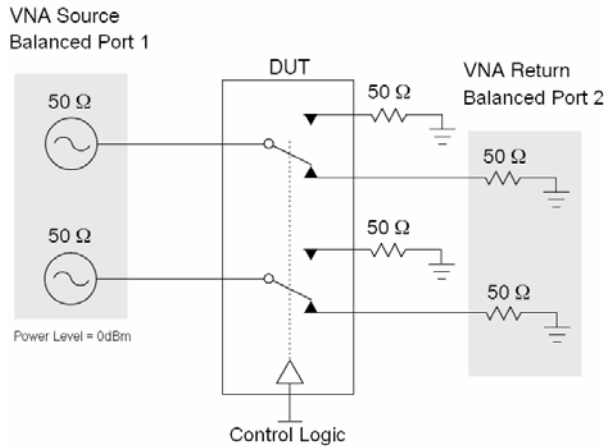 VNA Source
Balanced Port 1
50 Ω
50 Ω
Power Level = 0dBm
DUT
50 Ω
50 Ω
Control Logic
VNA Return
Balanced Port 2
50 Ω
50 Ω